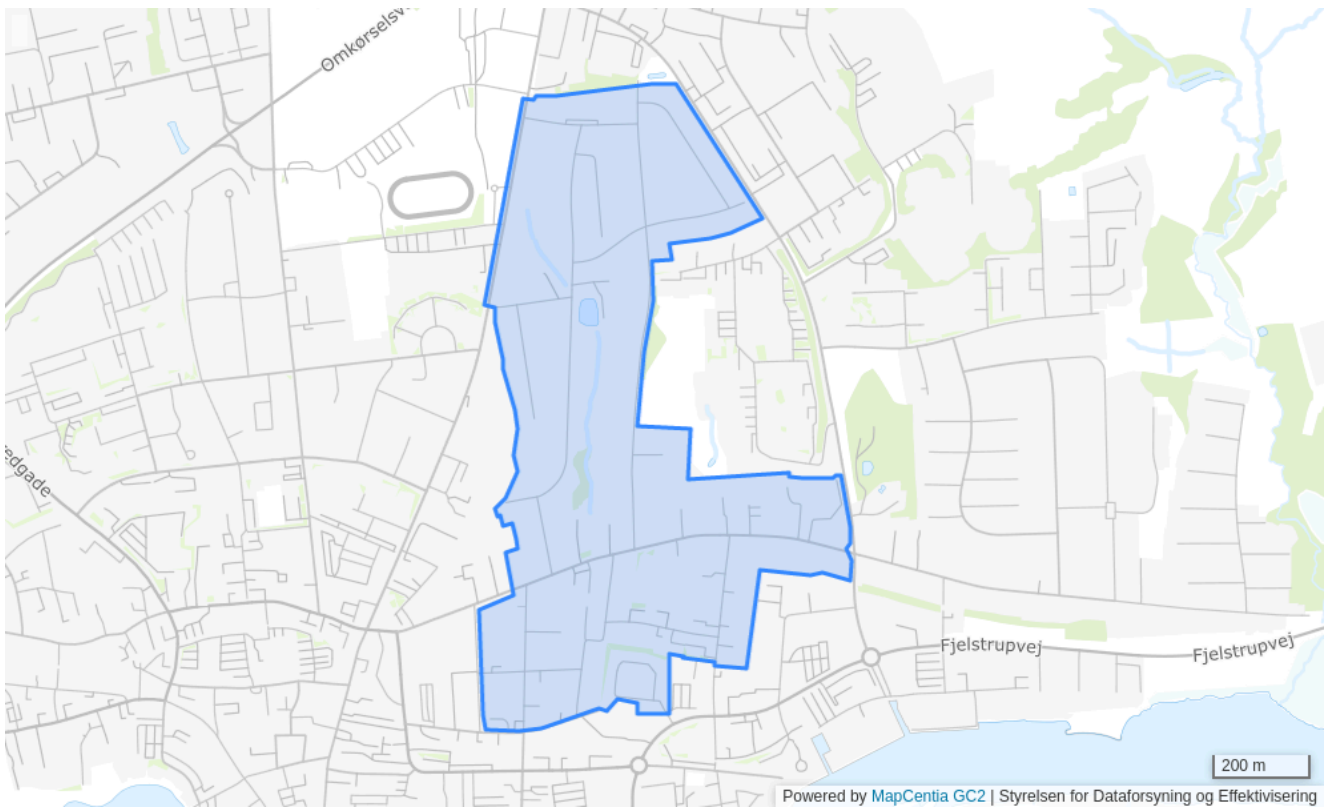 Omkørselsv
edgade
Fjelstrupvej
Fjelstrupvej
200 m
Powered by MapCentia GC2 | Styrelsen for Dataforsyning og Effektivisering